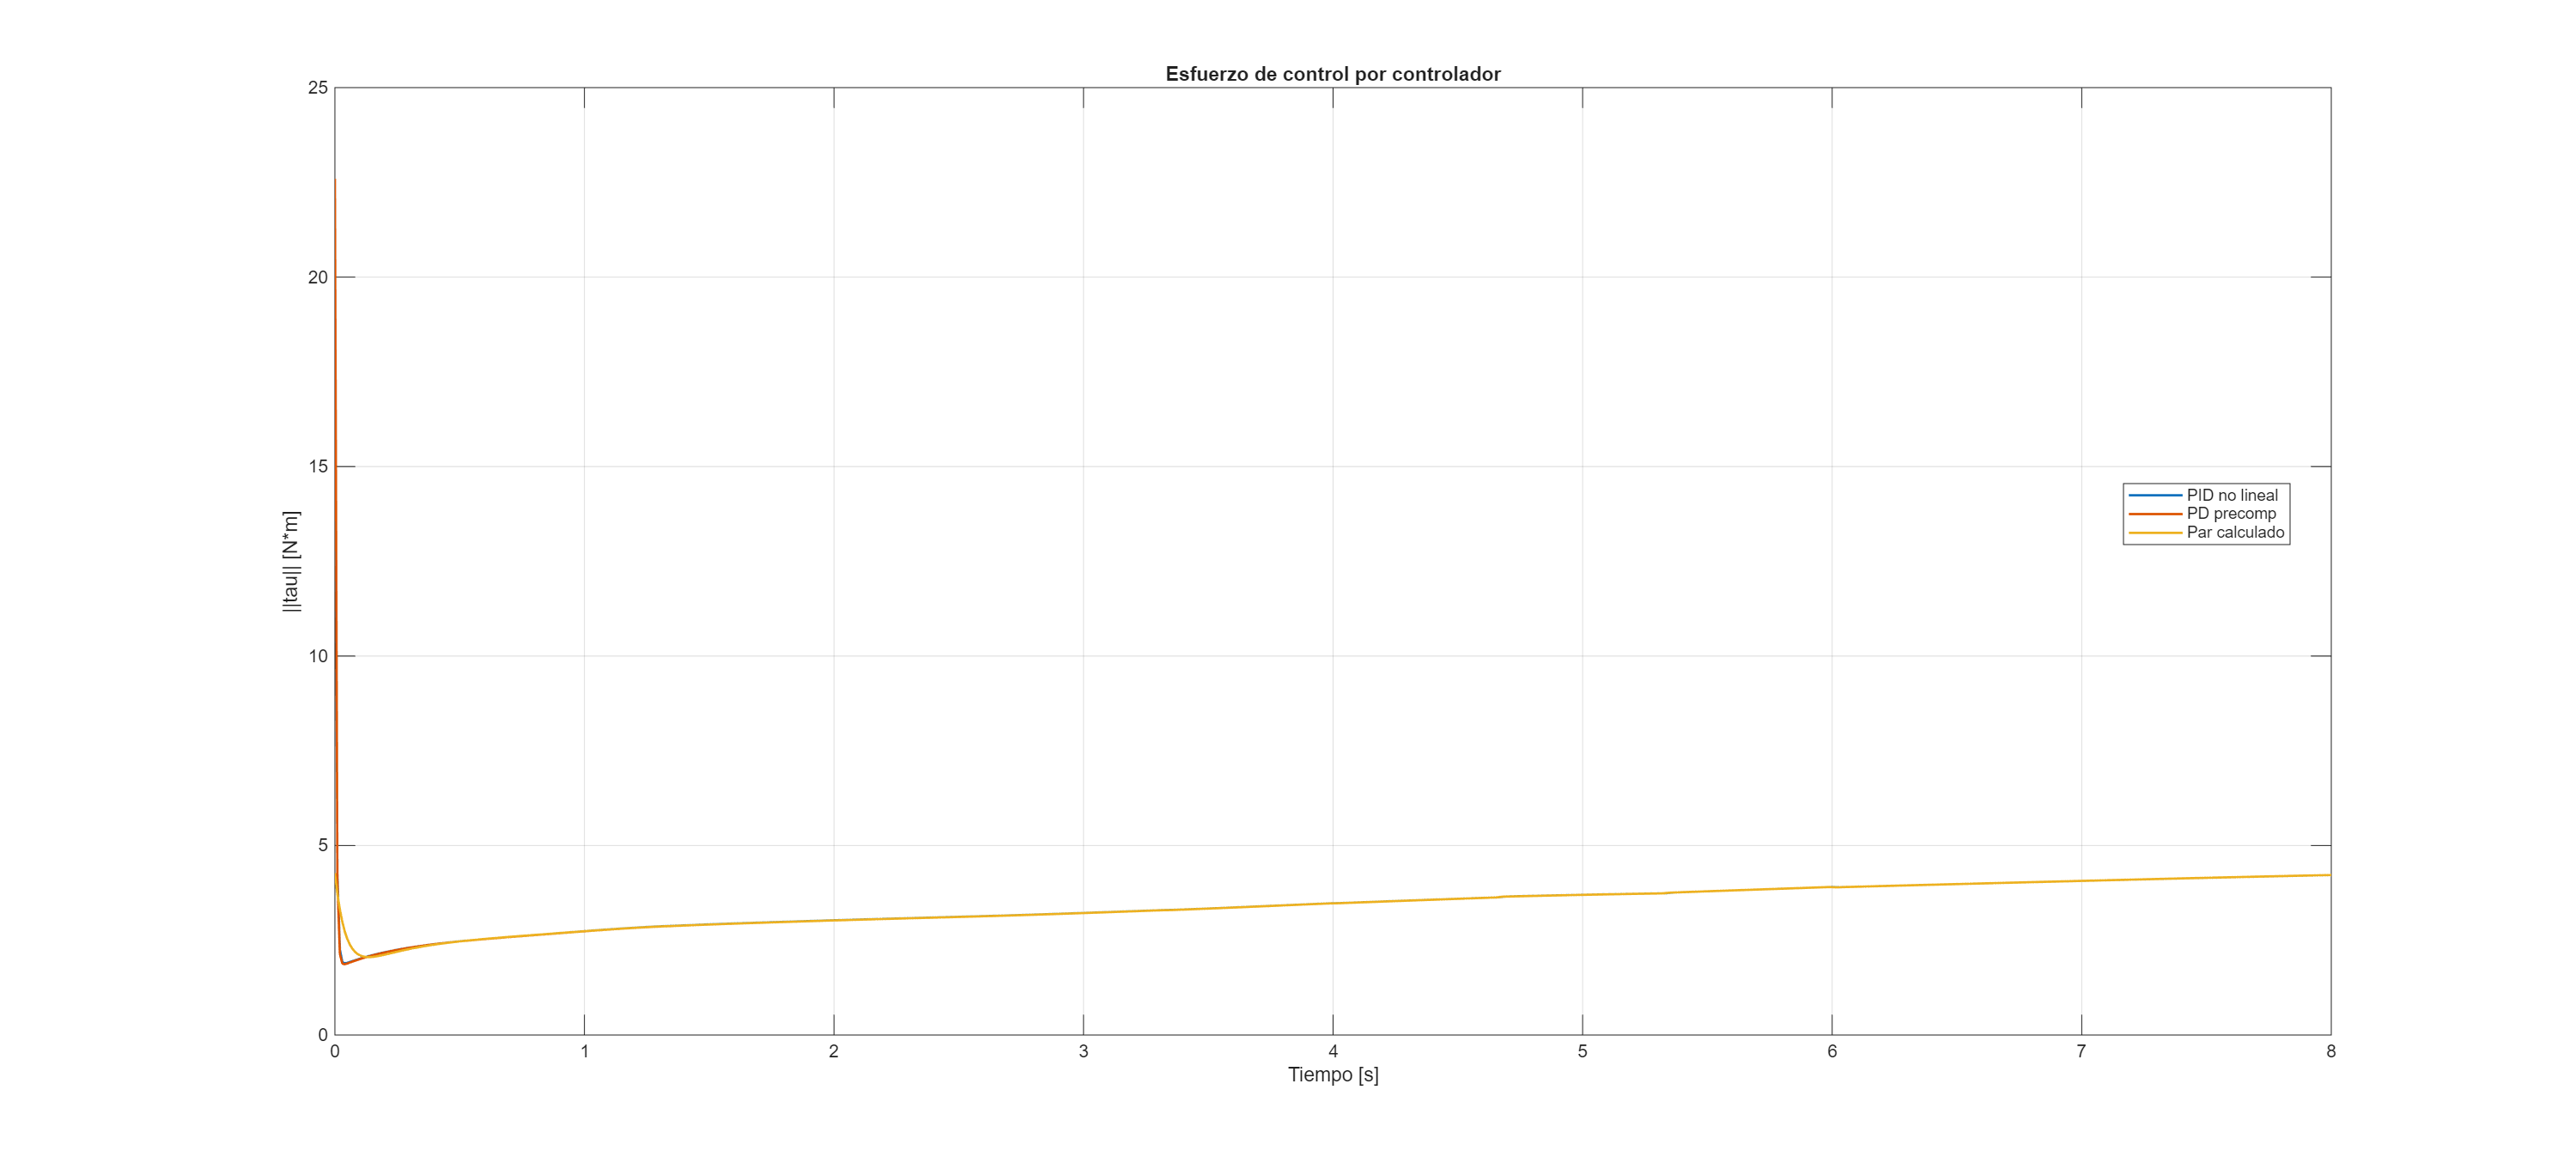 Esfuerzo de control por controlador
25
20
15
10
5
0
||tau|| [N*m]
PID no lineal
PD precomp
Par calculado
0 1 2 3 4 5 6 7 8
Tiempo [s]